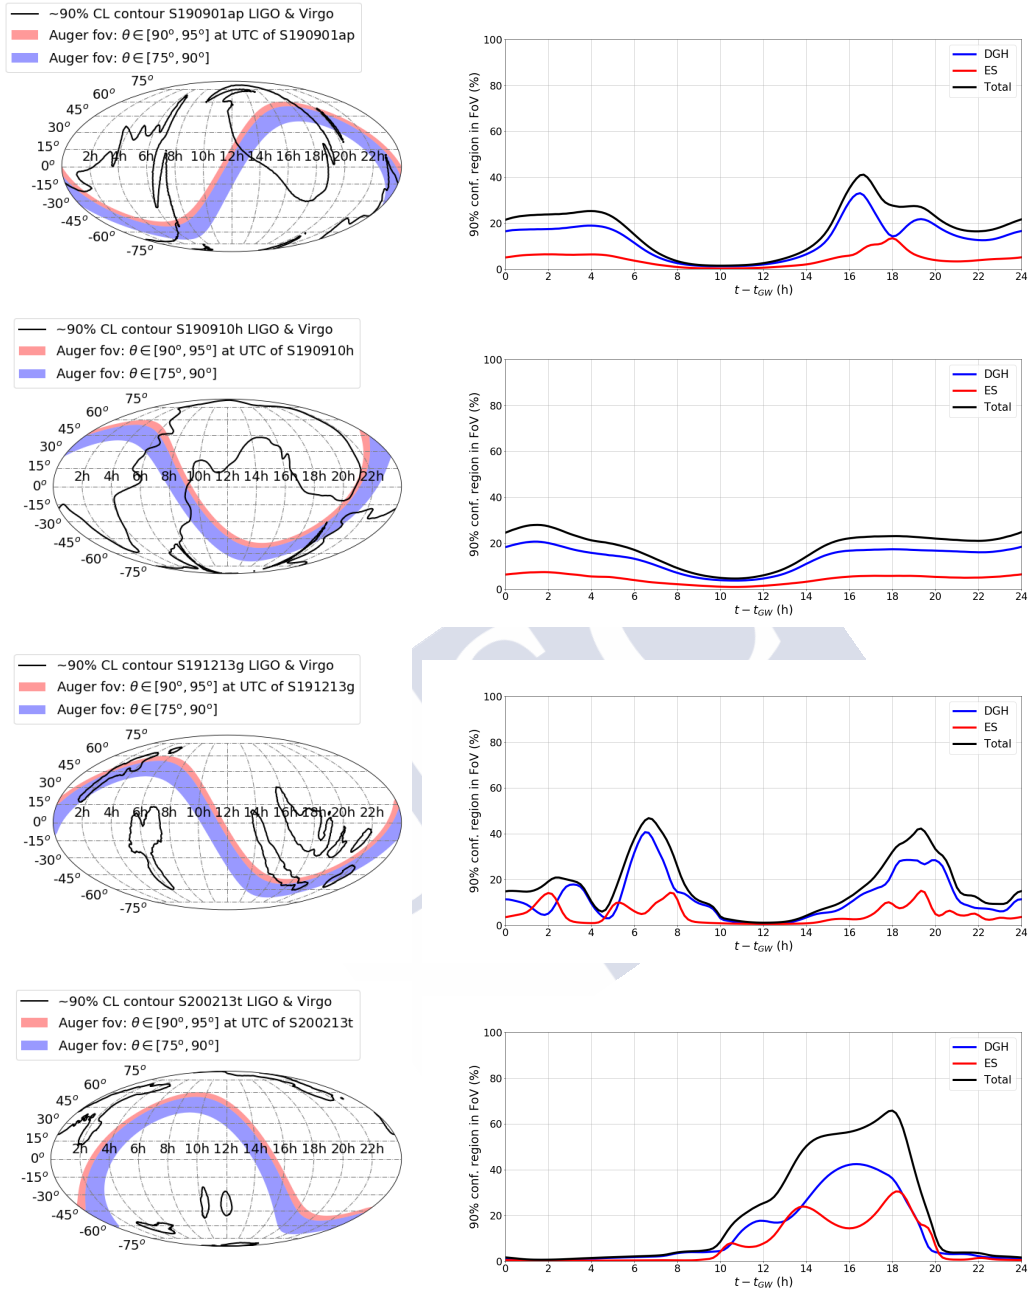 ~90% CL contour S190901ap LIGO & Virgo
Auger fov: θ ∈ [90°, 95°] at UTC of S190901ap
Auger fov: θ ∈ [75°, 90°]
75°
60°
45°
30°
15°
0°
-15°
-30°
-45°
-60°
-75°
2h 4h 6h 8h 10h 12h 14h 16h 18h 20h 22h
90% conf. region in FoV (%)
100
80
60
40
20
0
DGH
ES
Total
0 2 4 6 8 10 12 14 16 18 20 22 24
t − t_GW (h)
~90% CL contour S190910h LIGO & Virgo
Auger fov: θ ∈ [90°, 95°] at UTC of S190910h
Auger fov: θ ∈ [75°, 90°]
75°
60°
45°
30°
15°
0°
-15°
-30°
-45°
-60°
-75°
2h 4h 6h 8h 10h 12h 14h 16h 18h 20h 22h
90% conf. region in FoV (%)
100
80
60
40
20
0
DGH
ES
Total
0 2 4 6 8 10 12 14 16 18 20 22 24
t − t_GW (h)
~90% CL contour S191213g LIGO & Virgo
Auger fov: θ ∈ [90°, 95°] at UTC of S191213g
Auger fov: θ ∈ [75°, 90°]
75°
60°
45°
30°
15°
0°
-15°
-30°
-45°
-60°
-75°
2h 4h 6h 8h 10h 12h 14h 16h 18h 20h 22h
90% conf. region in FoV (%)
100
80
60
40
20
0
DGH
ES
Total
0 2 4 6 8 10 12 14 16 18 20 22 24
t − t_GW (h)
~90% CL contour S200213t LIGO & Virgo
Auger fov: θ ∈ [90°, 95°] at UTC of S200213t
Auger fov: θ ∈ [75°, 90°]
75°
60°
45°
30°
15°
0°
-15°
-30°
-45°
-60°
-75°
2h 4h 6h 8h 10h 12h 14h 16h 18h 20h 22h
90% conf. region in FoV (%)
100
80
60
40
20
0
DGH
ES
Total
0 2 4 6 8 10 12 14 16 18 20 22 24
t − t_GW (h)